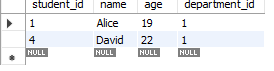 student_id name age department_id
1 Alice 19 1
4 David 22 1
NULL NULL NULL NULL